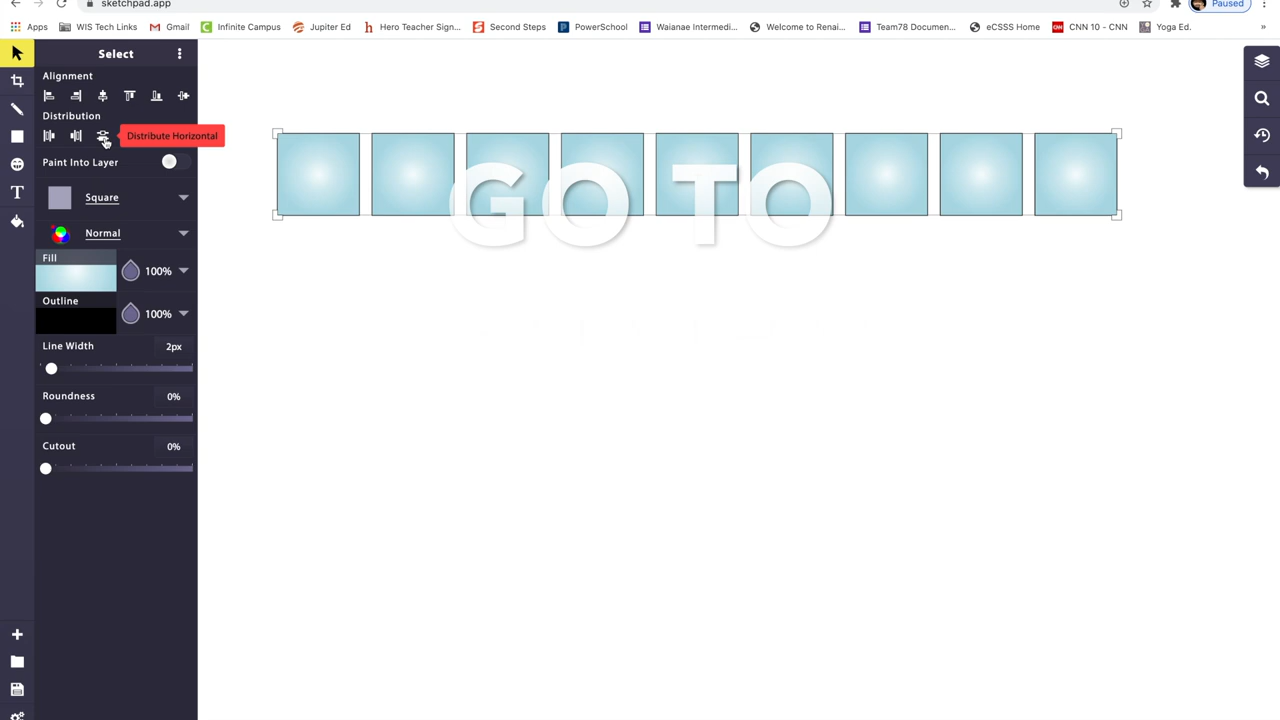 sketchpad.app
Paused
Apps WIS Tech Links Gmail Infinite Campus Jupiter Ed Hero Teacher Sign... Second Steps PowerSchool Waianae Intermedi... Welcome to Renai... Team78 Documen... eCSSS Home CNN 10 - CNN Yoga Ed. »
Select
Alignment
Distribution
Distribute Horizontal
Paint Into Layer
Square
Normal
Fill
100%
Outline
100%
Line Width 2px
Roundness 0%
Cutout 0%
GO TO